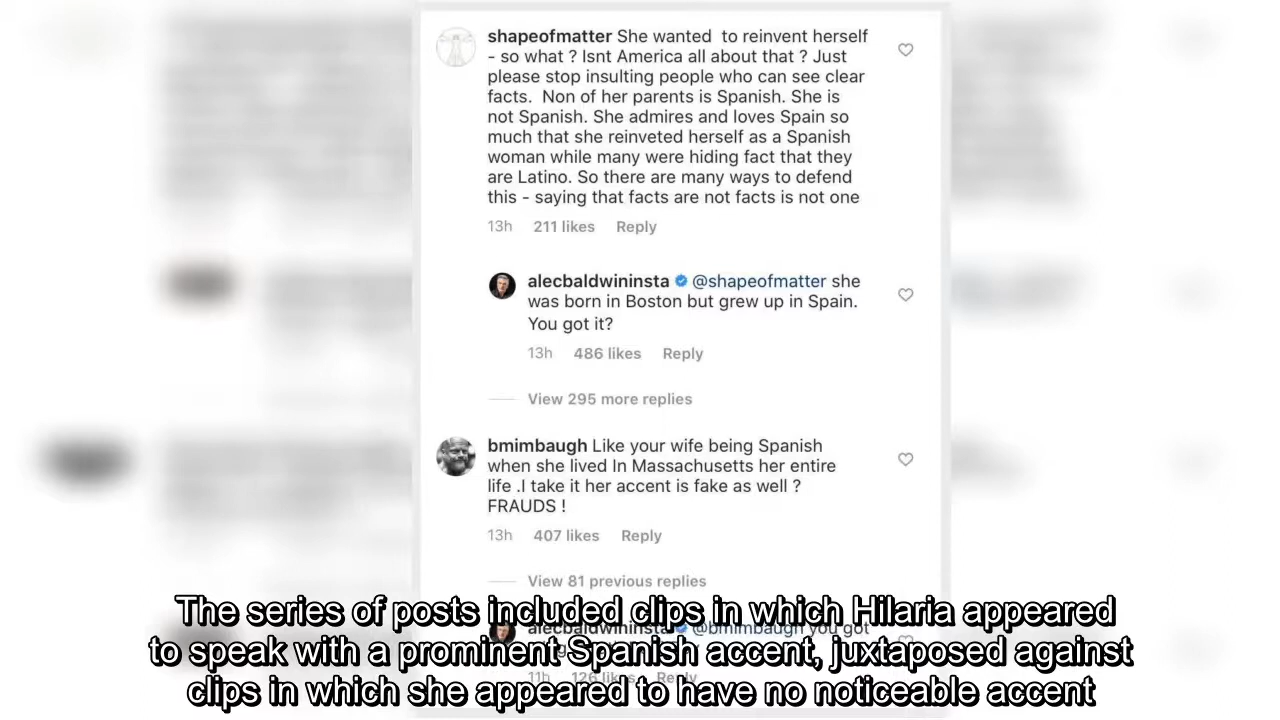 shapeofmatter She wanted to reinvent herself
- so what ? Isnt America all about that ? Just
please stop insulting people who can see clear
facts. Non of her parents is Spanish. She is
not Spanish. She admires and loves Spain so
much that she reinveted herself as a Spanish
woman while many were hiding fact that they
are Latino. So there are many ways to defend
this - saying that facts are not facts is not one
13h 211 likes Reply
alecbaldwininsta @shapeofmatter she
was born in Boston but grew up in Spain.
You got it?
13h 486 likes Reply
View 295 more replies
bmimbaugh Like your wife being Spanish
when she lived In Massachusetts her entire
life .I take it her accent is fake as well ?
FRAUDS !
13h 407 likes Reply
View 81 previous replies
alecbaldwininsta @bmimbaugh you got
11h 126 likes Reply
The series of posts included clips in which Hilaria appeared
to speak with a prominent Spanish accent, juxtaposed against
clips in which she appeared to have no noticeable accent